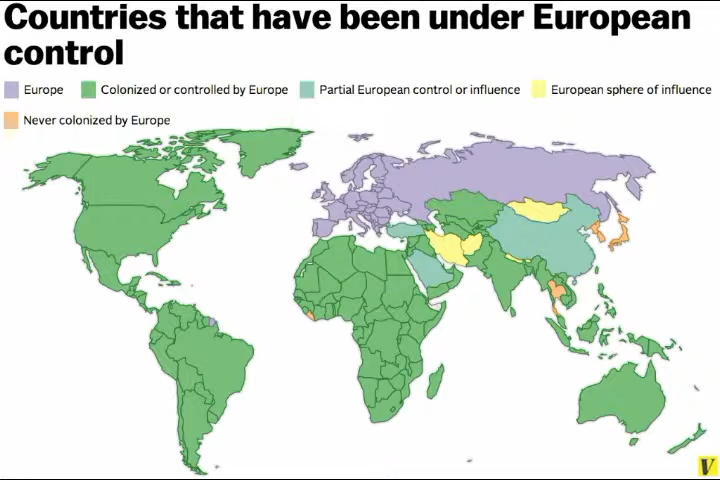 Countries that have been under European
control
Europe Colonized or controlled by Europe Partial European control or influence European sphere of influence
Never colonized by Europe
V